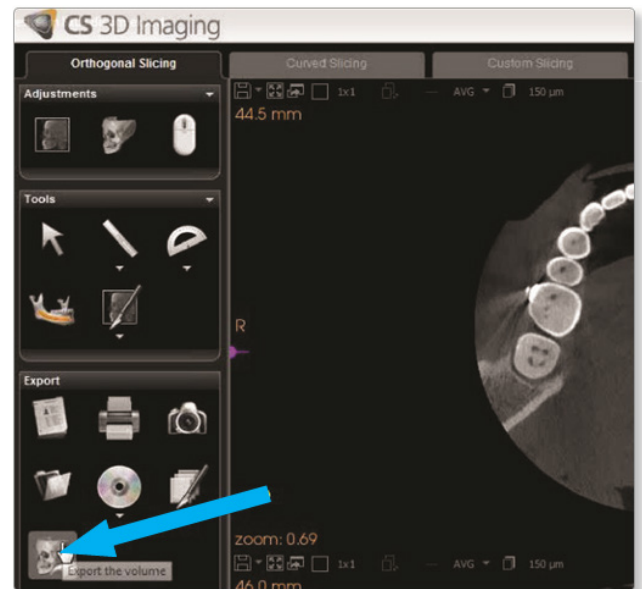 CS 3D Imaging
Orthogonal Slicing
Curved Slicing
Custom Slicing
Adjustments
1x1
AVG
150 µm
44.5 mm
Tools
R
Export
zoom: 0.69
Export the volume
1x1
AVG
150 µm
46.0 mm